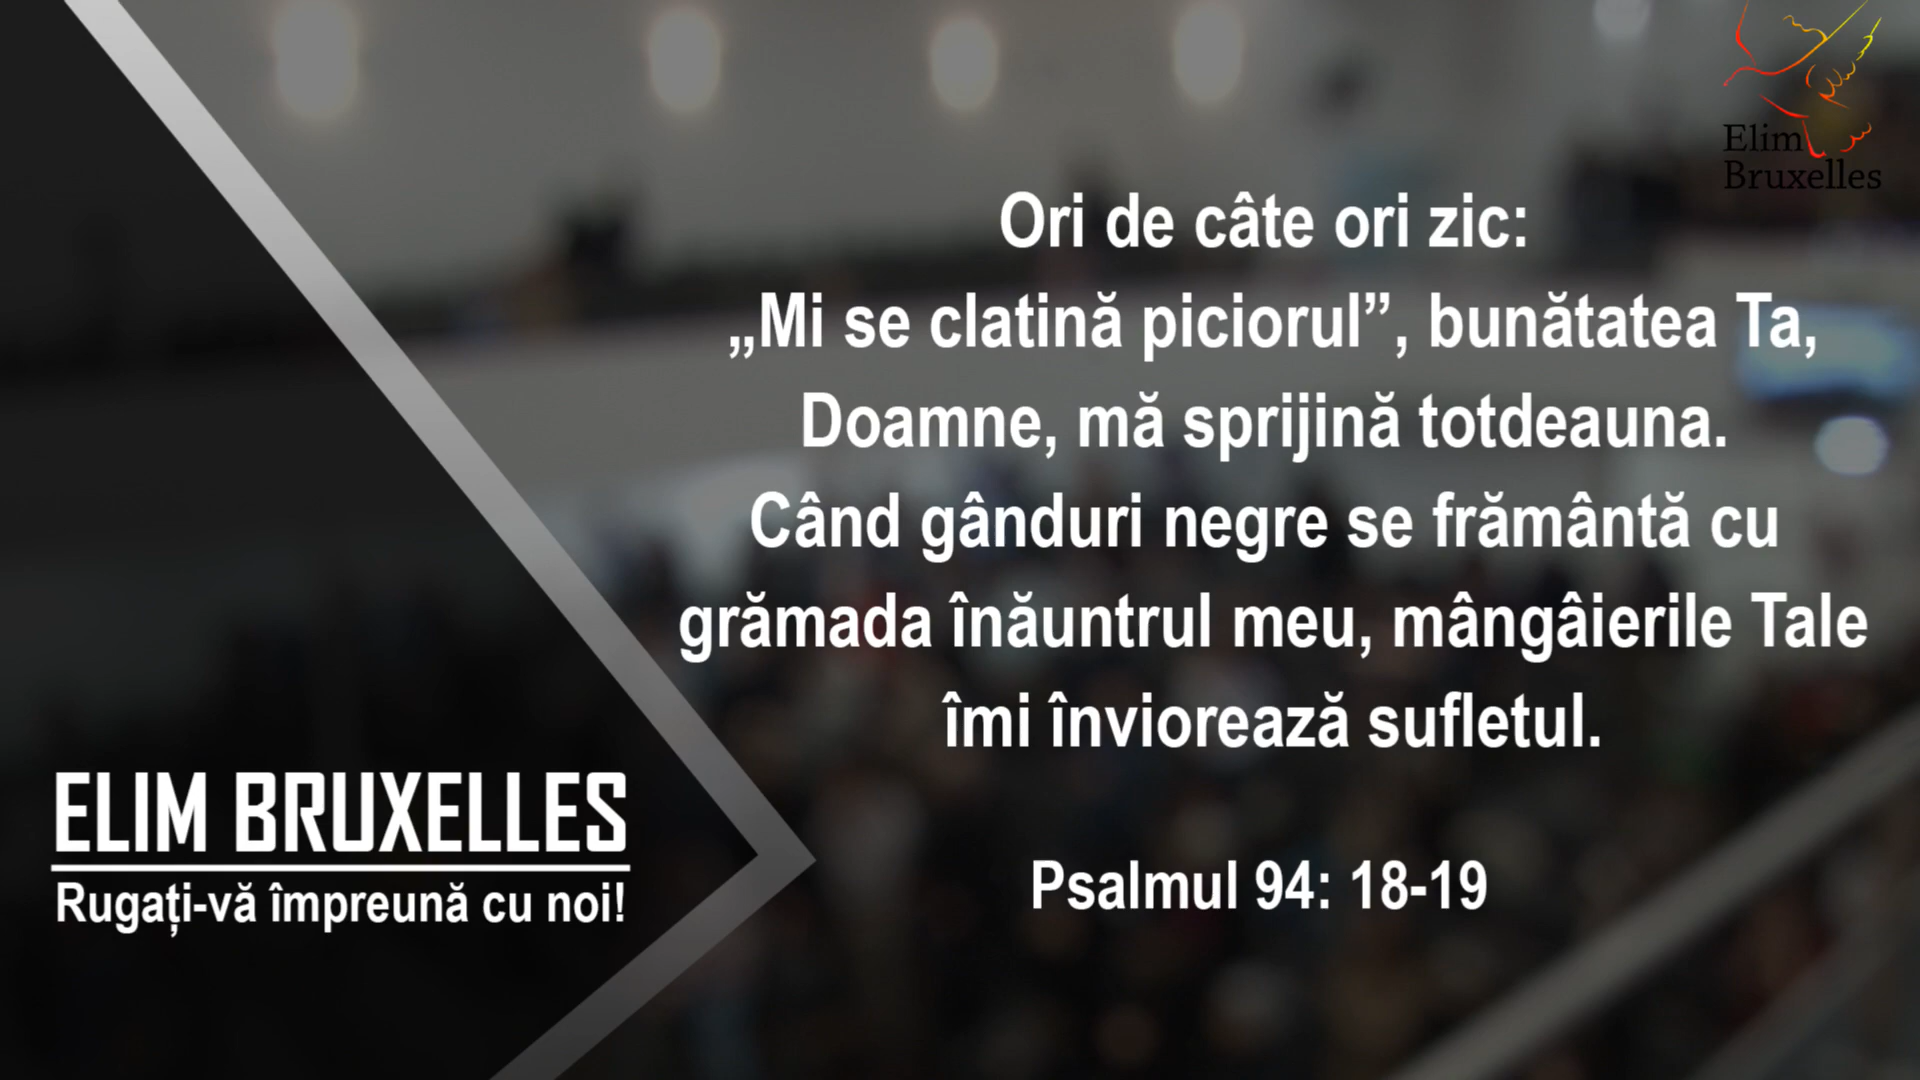 Elim
Bruxelles
Ori de câte ori zic:
„Mi se clatină piciorul”, bunătatea Ta,
Doamne, mă sprijină totdeauna.
Când gânduri negre se frământă cu
grămada înăuntrul meu, mângâierile Tale
îmi înviorează sufletul.
Psalmul 94: 18-19
ELIM BRUXELLES
Rugați-vă împreună cu noi!